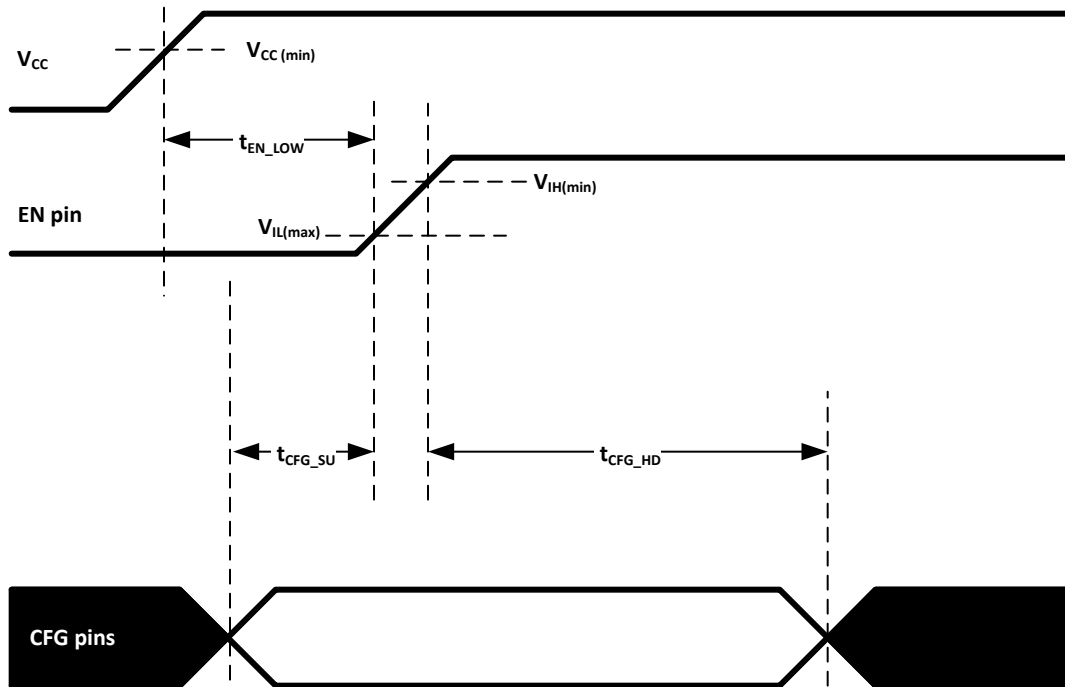 V_CC
V_CC (min)
t_EN_LOW
EN pin
V_IH(min)
V_IL(max)
t_CFG_SU
t_CFG_HD
CFG pins